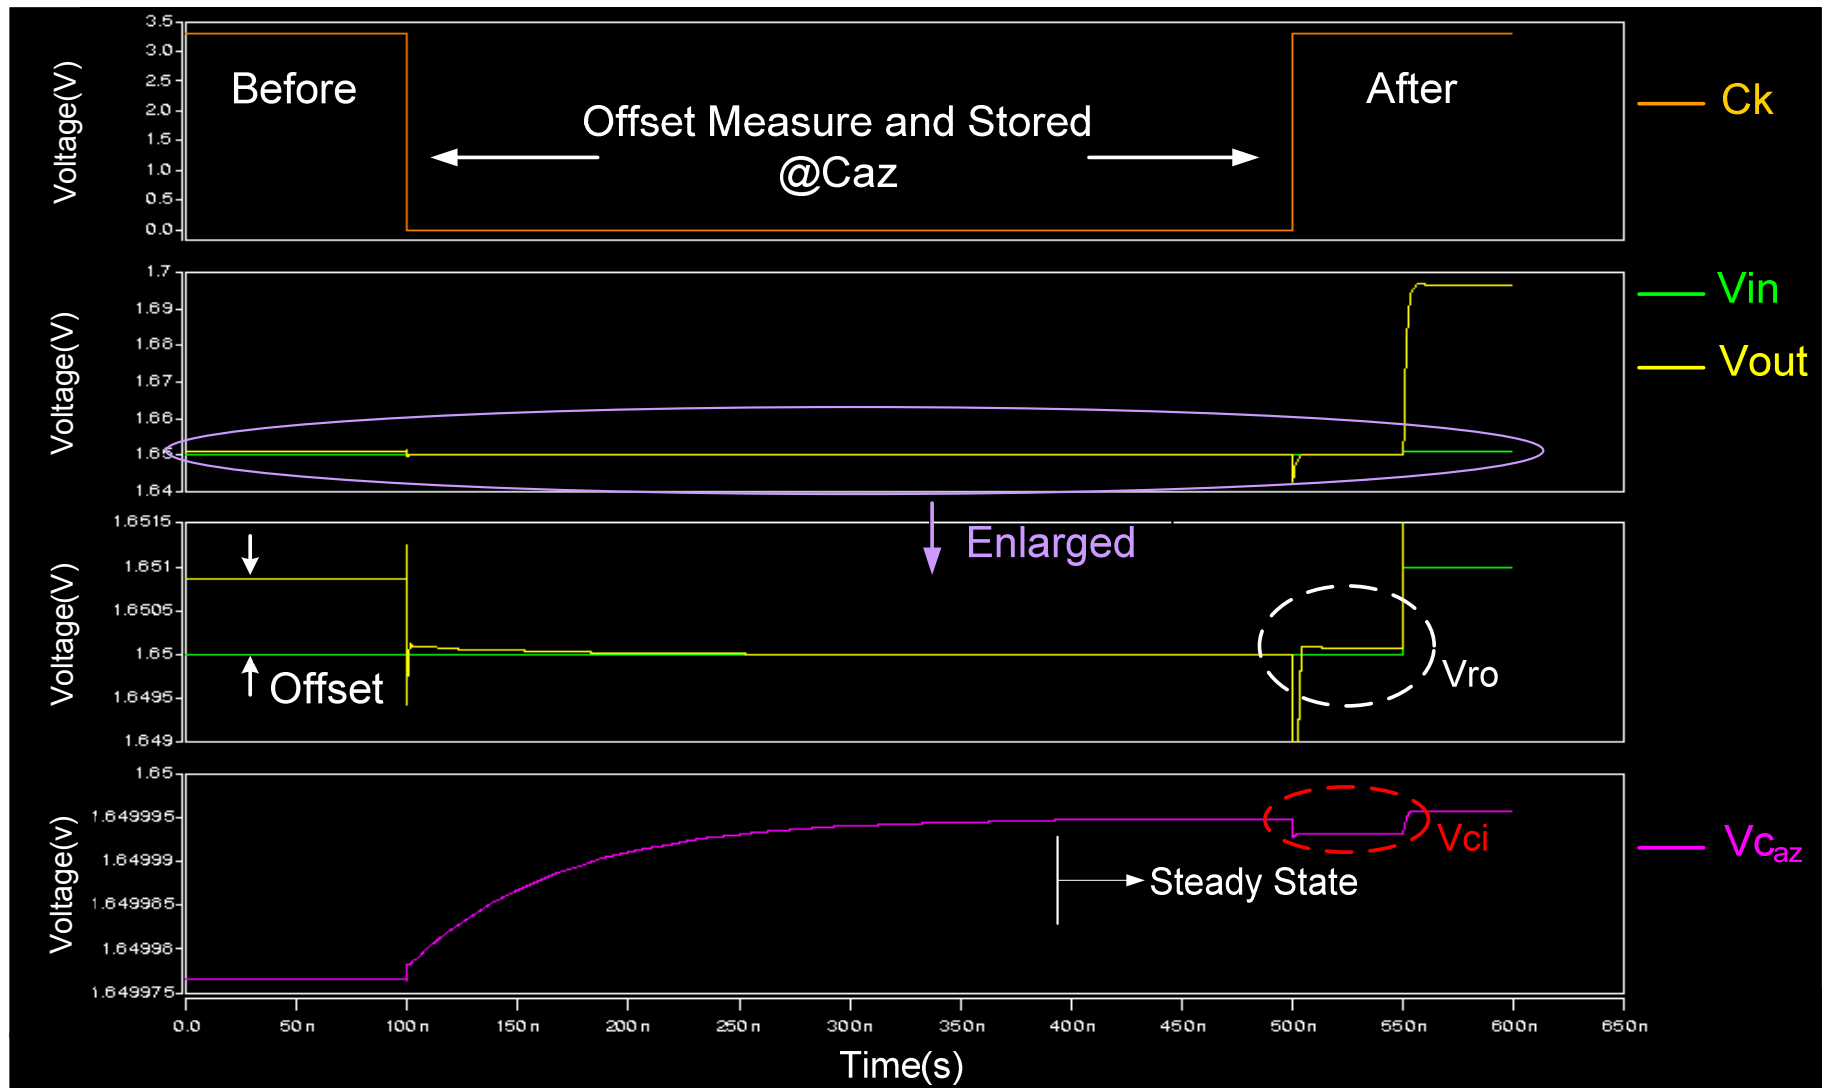 Voltage(V)
3.5
3.0
2.5
2.0
1.5
1.0
0.5
0.0
Before
Offset Measure and Stored
@Caz
After
Ck
Voltage(V)
1.7
1.69
1.68
1.67
1.66
1.65
1.64
Vin
Vout
Enlarged
Voltage(V)
1.6515
1.651
1.6505
1.65
1.6495
1.649
Offset
Vro
Voltage(v)
1.65
1.649995
1.64999
1.649985
1.64998
1.649975
Vci
Steady State
Vcaz
0.0 50n 100n 150n 200n 250n 300n 350n 400n 450n 500n 550n 600n 650n
Time(s)